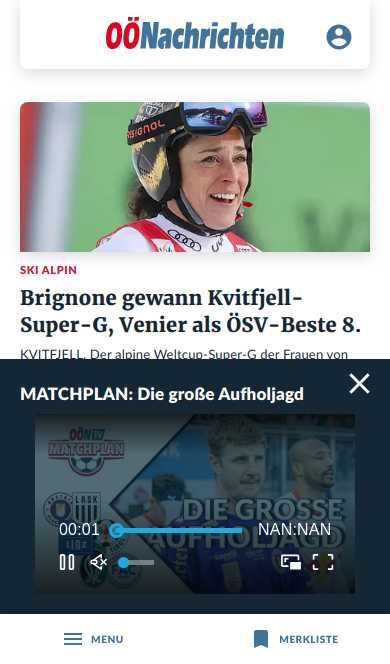 OÖNachrichten
SKI ALPIN
Brignone gewann Kvitfjell-
Super-G, Venier als ÖSV-Beste 8.
KVITFJELL. Der alpine Weltcup-Super-G der Frauen von
MATCHPLAN: Die große Aufholjagd
OÖN TV
MATCHPLAN
LASK
DIE GROSSE
AUFHOLJAGD
00:01
NAN:NAN
MENU
MERKLISTE